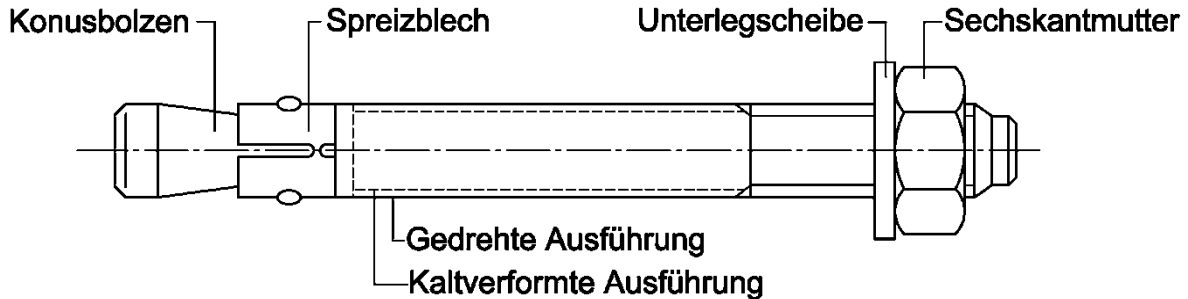 Konusbolzen
Spreizblech
Unterlegscheibe
Sechskantmutter
Gedrehte Ausführung
Kaltverformte Ausführung